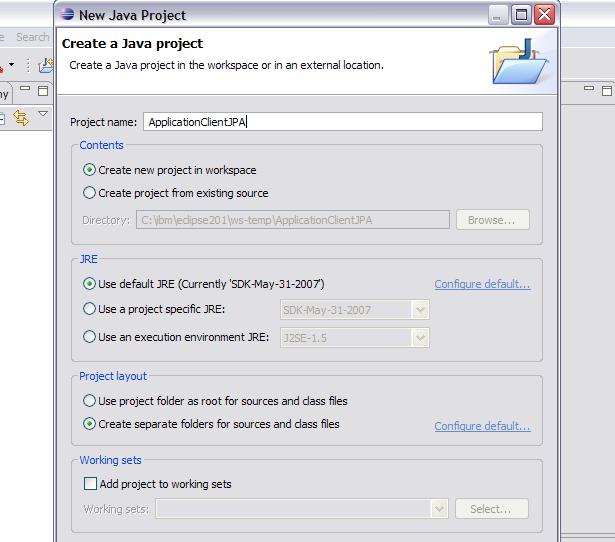 New Java Project
Search
Create a Java project
Create a Java project in the workspace or in an external location.
Project name: ApplicationClientJPA
Contents
Create new project in workspace
Create project from existing source
Directory: C:\ibm\eclipse201\ws-temp\ApplicationClientJPA Browse...
JRE
Use default JRE (Currently 'SDK-May-31-2007') Configure default...
Use a project specific JRE: SDK-May-31-2007
Use an execution environment JRE: J2SE-1.5
Project layout
Use project folder as root for sources and class files
Create separate folders for sources and class files Configure default...
Working sets
Add project to working sets
Working sets: Select...